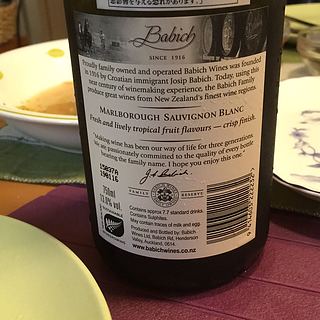 Babich
SINCE 1916
Proudly family owned and operated Babich Wines was founded
in 1916 by Croatian immigrant Josip Babich. Today, using this
near century of winemaking experience, the Babich Family
produce great wines from New Zealand's finest wine regions.
MARLBOROUGH SAUVIGNON BLANC
Fresh and lively tropical fruit flavours — crisp finish.
"Making wine has been our way of life for three generations
We are passionately committed to the quality of every bottle
bearing the family name. I hope you enjoy this one."
FAMILY RESERVE
750ml
13.0% vol.
Contains approx 7.7 standard drinks.
Contains Sulphites.
May contain traces of milk and egg.
Produced and Bottled by: Babich
Wines Ltd, Babich Rd, Henderson
Valley, Auckland, 0614.
www.babichwines.co.nz